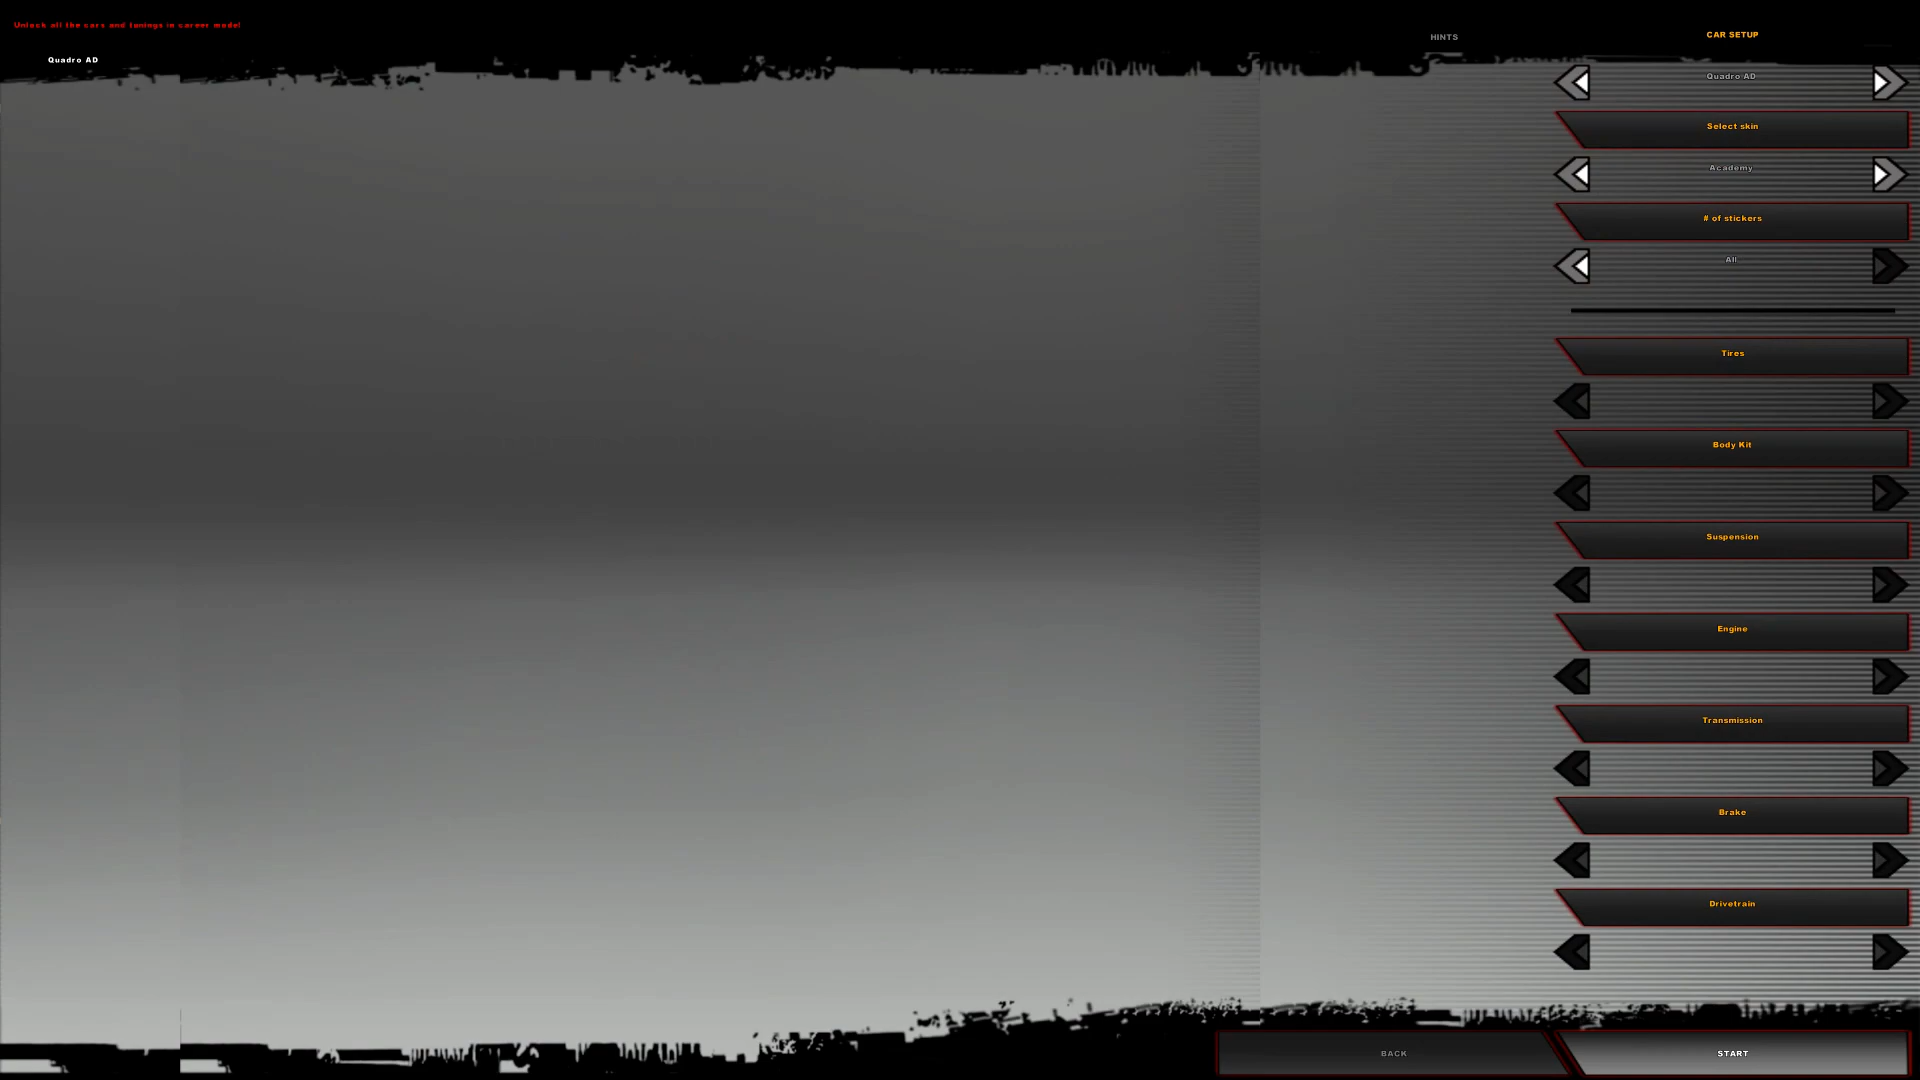 Unlock all the cars and tunings in career mode!
Quadro AD
HINTS
CAR SETUP
Quadro AD
Select skin
Academy
# of stickers
All
Tires
Body Kit
Suspension
Engine
Transmission
Brake
Drivetrain
BACK
START